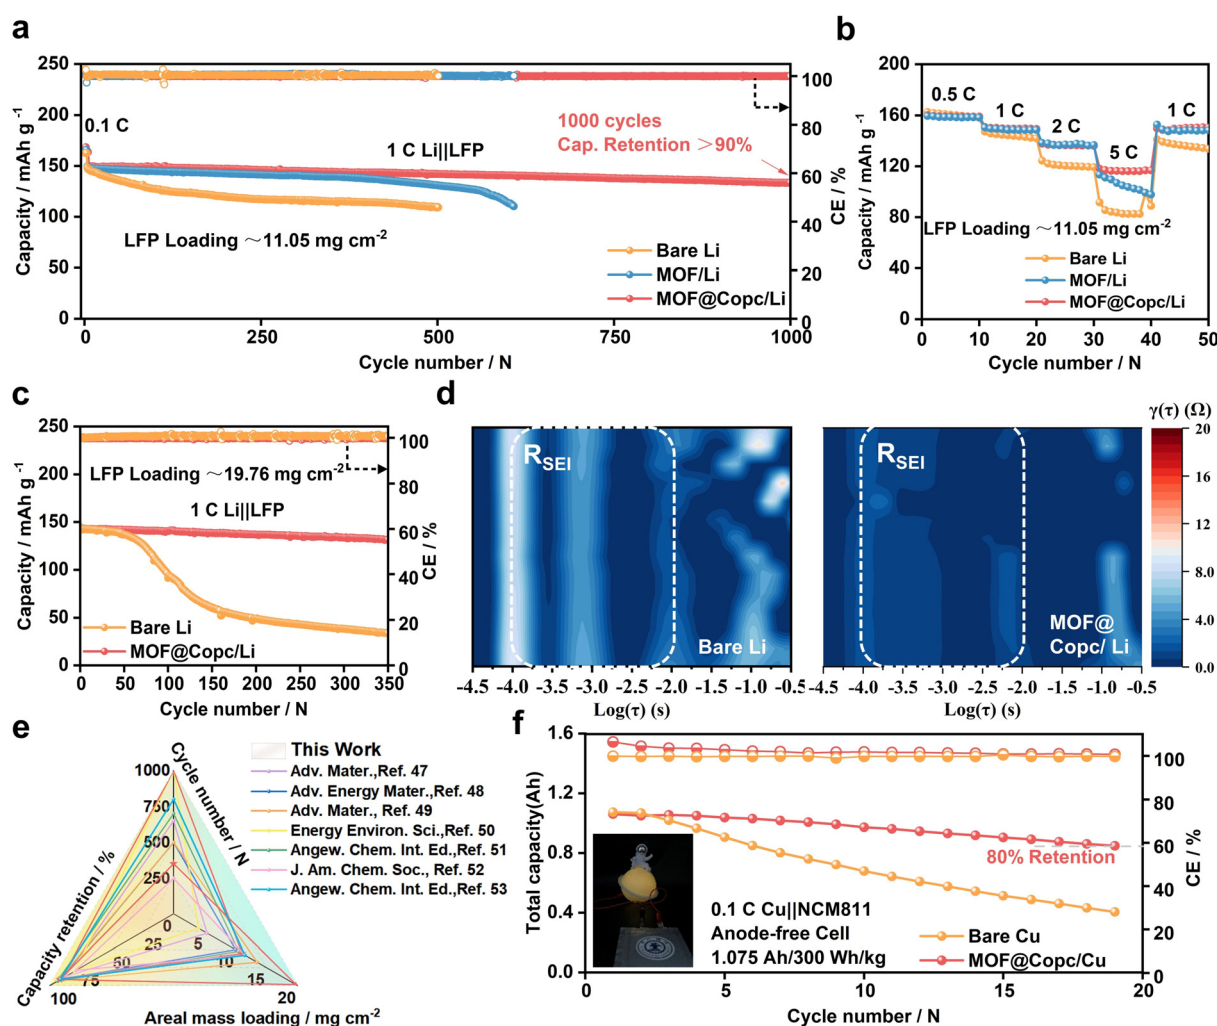 a
250
200
150
100
50
0
Capacity / mAh g⁻¹
0.1 C
1 C Li||LFP
1000 cycles
Cap. Retention >90%
LFP Loading ~11.05 mg cm⁻²
Bare Li
MOF/Li
MOF@Copc/Li
100
80
60
40
20
0
CE / %
0 250 500 750 1000
Cycle number / N
b
200
160
120
80
40
0
Capacity / mAh g⁻¹
0.5 C
1 C
2 C
5 C
1 C
LFP Loading ~11.05 mg cm⁻²
Bare Li
MOF/Li
MOF@Copc/Li
0 10 20 30 40 50
Cycle number / N
c
250
200
150
100
50
0
Capacity / mAh g⁻¹
LFP Loading ~19.76 mg cm⁻²
1 C Li||LFP
Bare Li
MOF@Copc/Li
100
80
60
40
20
0
CE / %
0 50 100 150 200 250 300 350
Cycle number / N
d
R_SEI
Bare Li
-4.5 -4.0 -3.5 -3.0 -2.5 -2.0 -1.5 -1.0 -0.5
Log(τ) (s)
R_SEI
MOF@
Copc/ Li
-4.5 -4.0 -3.5 -3.0 -2.5 -2.0 -1.5 -1.0 -0.5
Log(τ) (s)
γ(τ) (Ω)
20
18
16
14
12
10
8.0
6.0
4.0
2.0
0.0
e
1000
750
500
250
0
Cycle number / N
25
50
75
100
Capacity retention / %
5
10
15
20
Areal mass loading / mg cm⁻²
This Work
Adv. Mater.,Ref. 47
Adv. Energy Mater.,Ref. 48
Adv. Mater., Ref. 49
Energy Environ. Sci.,Ref. 50
Angew. Chem. Int. Ed.,Ref. 51
J. Am. Chem. Soc., Ref. 52
Angew. Chem. Int. Ed.,Ref. 53
f
1.6
1.2
0.8
0.4
0.0
Total capacity(Ah)
80% Retention
0.1 C Cu||NCM811
Anode-free Cell
1.075 Ah/300 Wh/kg
Bare Cu
MOF@Copc/Cu
100
80
60
40
20
0
CE / %
0 5 10 15 20
Cycle number / N